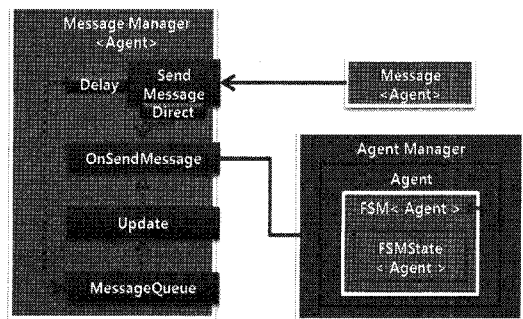 Message Manager
<Agent>
Delay
Send
Message
Direct
OnSendMessage
Update
MessageQueue
Message
<Agent>
Agent Manager
Agent
FSM< Agent >
FSMState
< Agent >